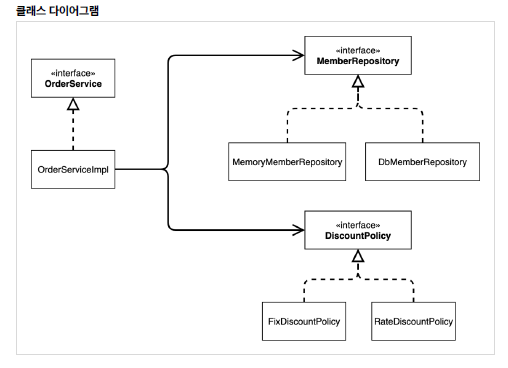 클래스 다이어그램
«interface»
MemberRepository
«interface»
OrderService
MemoryMemberRepository
DbMemberRepository
OrderServiceImpl
«interface»
DiscountPolicy
FixDiscountPolicy
RateDiscountPolicy